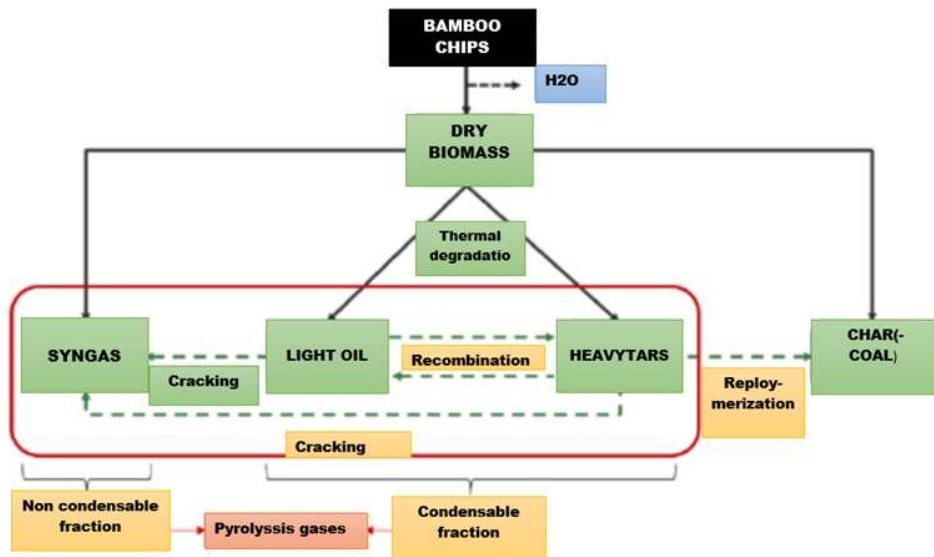 BAMBOO
CHIPS
H2O
DRY
BIOMASS
Thermal
degradatio
SYNGAS
LIGHT OIL
HEAVYTARS
CHAR(-
COAL)
Cracking
Recombination
Reploy-
merization
Cracking
Non condensable
fraction
Pyrolyssis gases
Condensable
fraction